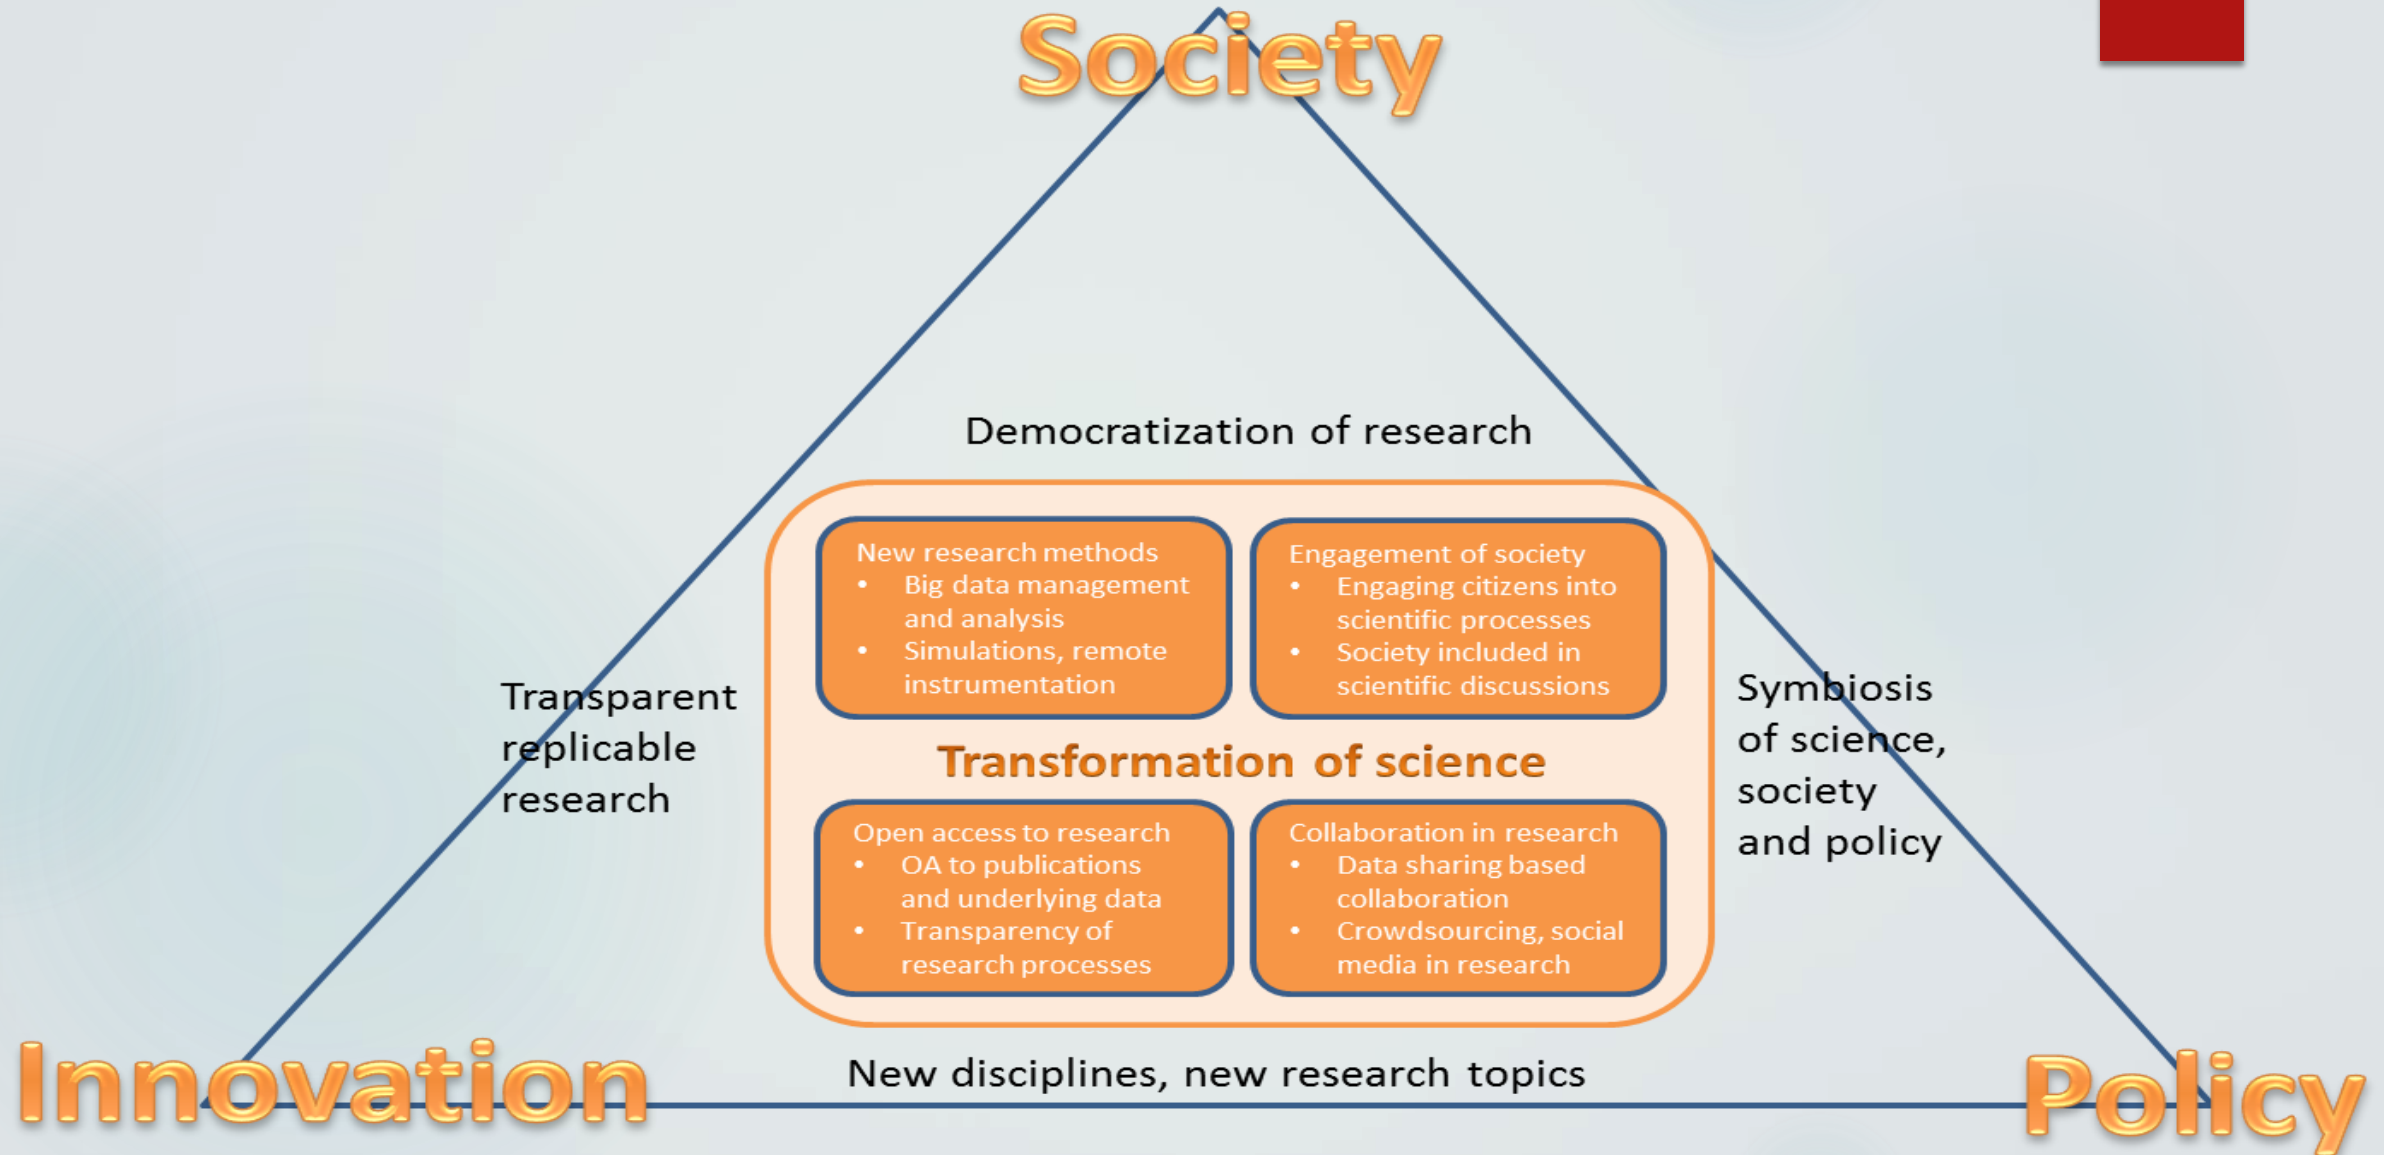 Society
Democratization of research
New research methods
• Big data management
and analysis
• Simulations, remote
instrumentation
Engagement of society
• Engaging citizens into
scientific processes
• Society included in
scientific discussions
Transparent
replicable
research
Transformation of science
Symbiosis
of science,
society
and policy
Open access to research
• OA to publications
and underlying data
• Transparency of
research processes
Collaboration in research
• Data sharing based
collaboration
• Crowdsourcing, social
media in research
New disciplines, new research topics
Innovation
Policy